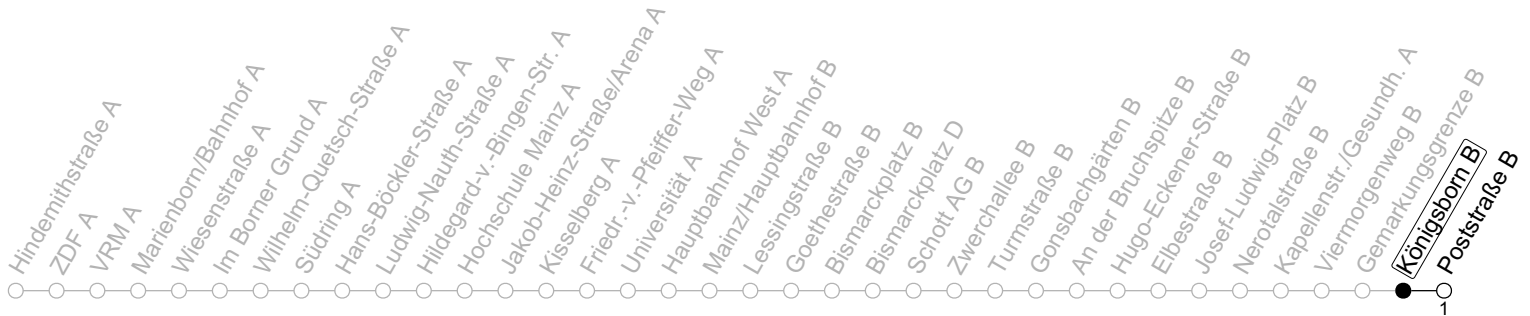 Hindemithstraße A
ZDF A
VRM A
Marienborn/Bahnhof A
Wiesenstraße A
Im Borner Grund A
Wilhelm-Quetsch-Straße A
Südring A
Hans-Böckler-Straße A
Ludwig-Nauth-Straße A
Hildegard-v.-Bingen-Str. A
Hochschule Mainz A
Jakob-Heinz-Straße/Arena A
Kisselberg A
Friedr.-v.-Pfeiffer-Weg A
Universität A
Hauptbahnhof West A
Mainz/Hauptbahnhof B
Lessingstraße B
Goethestraße B
Bismarckplatz B
Bismarckplatz D
Schott AG B
Zwerchallee B
Turmstraße B
Gonsbachgärten B
An der Bruchspitze B
Hugo-Eckener-Straße B
Elbestraße B
Josef-Ludwig-Platz B
Nerotalstraße B
Kapellenstr./Gesundh. A
Viermorgenweg B
Gemarkungsgrenze B
Königsborn B
Poststraße B
1